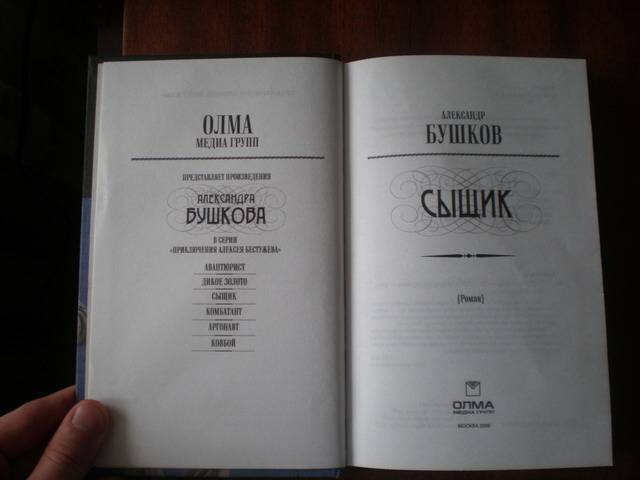 ОЛМА
МЕДИА ГРУПП
ПРЕДСТАВЛЯЕТ ПРОИЗВЕДЕНИЯ
АЛЕКСАНДРА
БУШКОВА
В СЕРИИ
«ПРИКЛЮЧЕНИЯ АЛЕКСЕЯ БЕСТУЖЕВА»
АВАНТЮРИСТ
ДИКОЕ ЗОЛОТО
СЫЩИК
КОМБАТАНТ
АРГОНАВТ
КОВБОЙ
АЛЕКСАНДР
БУШКОВ
СЫЩИК
(Роман)
ОЛМА
МЕДИА ГРУПП
МОСКВА